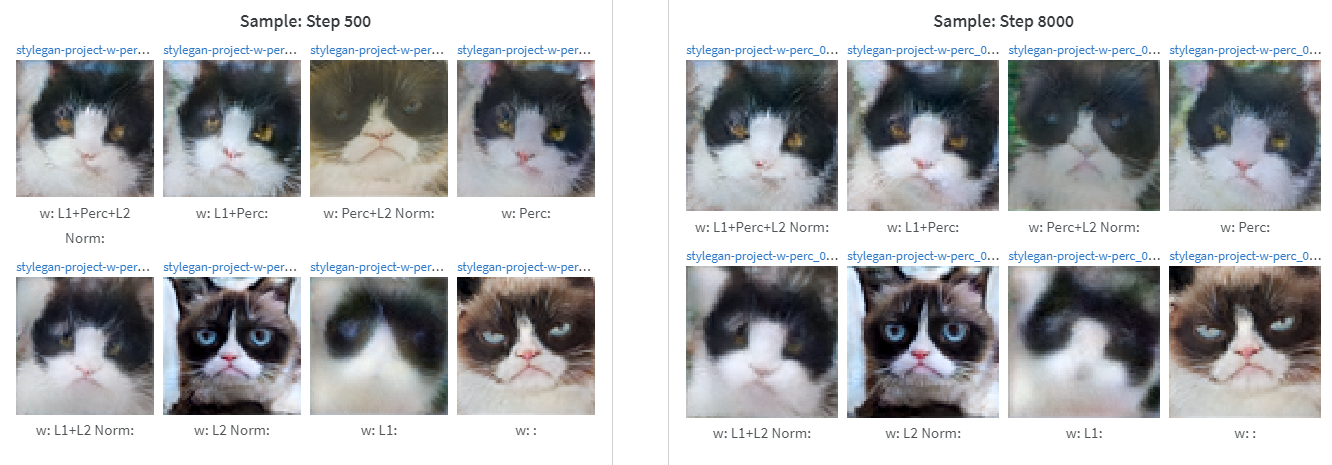 Sample: Step 500
stylegan-project-w-per... stylegan-project-w-per... stylegan-project-w-per... stylegan-project-w-per...
w: L1+Perc+L2 Norm: w: L1+Perc: w: Perc+L2 Norm: w: Perc:
stylegan-project-w-per... stylegan-project-w-per... stylegan-project-w-per... stylegan-project-w-per...
w: L1+L2 Norm: w: L2 Norm: w: L1: w: :
Sample: Step 8000
stylegan-project-w-perc_0... stylegan-project-w-perc_0... stylegan-project-w-perc_0... stylegan-project-w-perc_0...
w: L1+Perc+L2 Norm: w: L1+Perc: w: Perc+L2 Norm: w: Perc:
stylegan-project-w-perc_0... stylegan-project-w-perc_0... stylegan-project-w-perc_0... stylegan-project-w-perc_0...
w: L1+L2 Norm: w: L2 Norm: w: L1: w: :